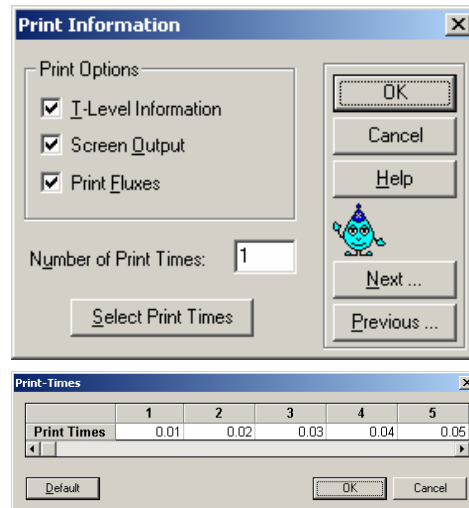 Print Information
Print Options
T-Level Information
Screen Output
Print Fluxes
Number of Print Times: 1
Select Print Times
OK
Cancel
Help
Next ...
Previous ...
Print-Times
1 2 3 4 5
Print Times 0.01 0.02 0.03 0.04 0.05
Default OK Cancel